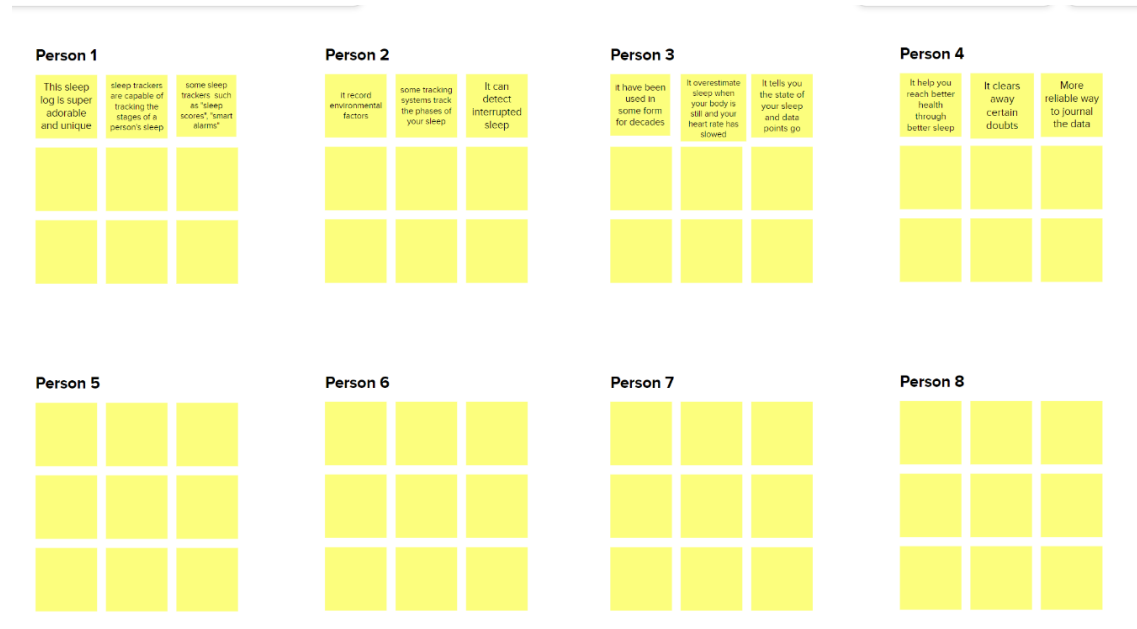 Person 1
This sleep
log is super
adorable
and unique
sleep trackers
are capable of
tracking the
stages of a
person's sleep
some sleep
trackers such
as "sleep
scores", "smart
alarms"
Person 2
it record
environmental
factors
some tracking
systems track
the phases of
your sleep
It can
detect
interrupted
sleep
Person 3
it have been
used in
some form
for decades
It overestimate
sleep when
your body is
still and your
heart rate has
slowed
It tells you
the state of
your sleep
and data
points go
Person 4
It help you
reach better
health
through
better sleep
It clears
away
certain
doubts
More
reliable way
to journal
the data
Person 5
Person 6
Person 7
Person 8